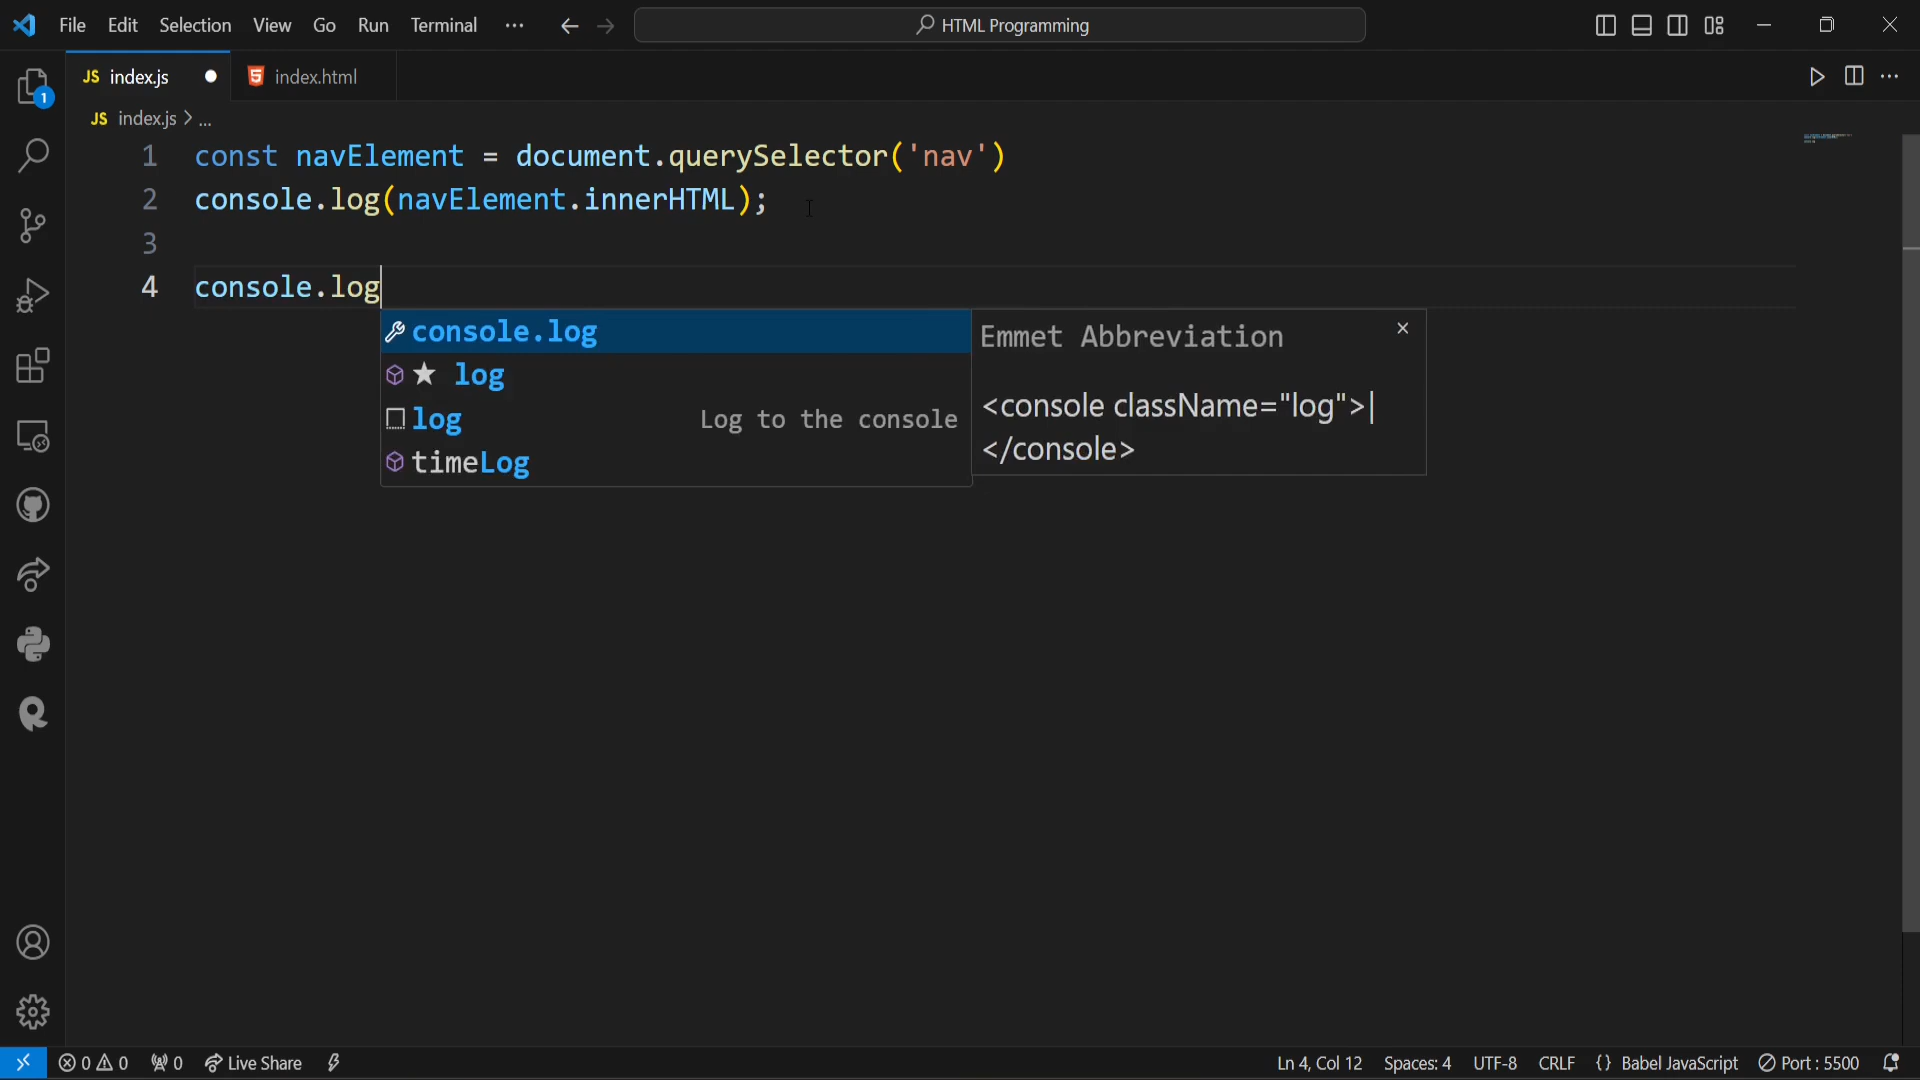 File Edit Selection View Go Run Terminal ··· HTML Programming
JS index.js index.html
1
JS index.js > ...
1 const navElement = document.querySelector('nav')
2 console.log(navElement.innerHTML);
3
4 console.log
console.log
Emmet Abbreviation
★ log
<console className="log">|
log Log to the console
</console>
timeLog
0 0 0 Live Share Ln 4, Col 12 Spaces: 4 UTF-8 CRLF {} Babel JavaScript Port : 5500